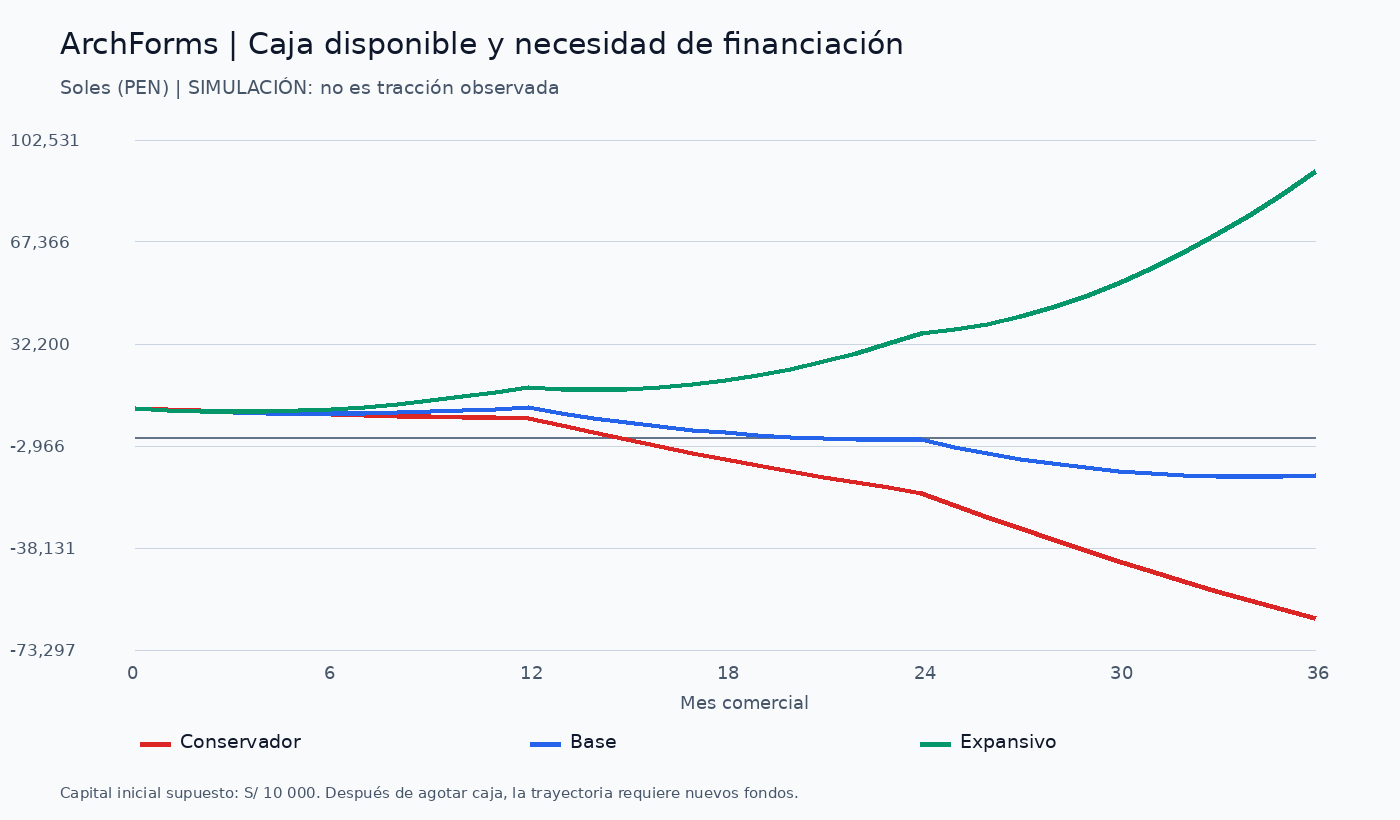 ArchForms | Caja disponible y necesidad de financiación
Soles (PEN) | SIMULACIÓN: no es tracción observada
102,531
67,366
32,200
-2,966
-38,131
-73,297
0 6 12 18 24 30 36
Mes comercial
Conservador Base Expansivo
Capital inicial supuesto: S/ 10 000. Después de agotar caja, la trayectoria requiere nuevos fondos.